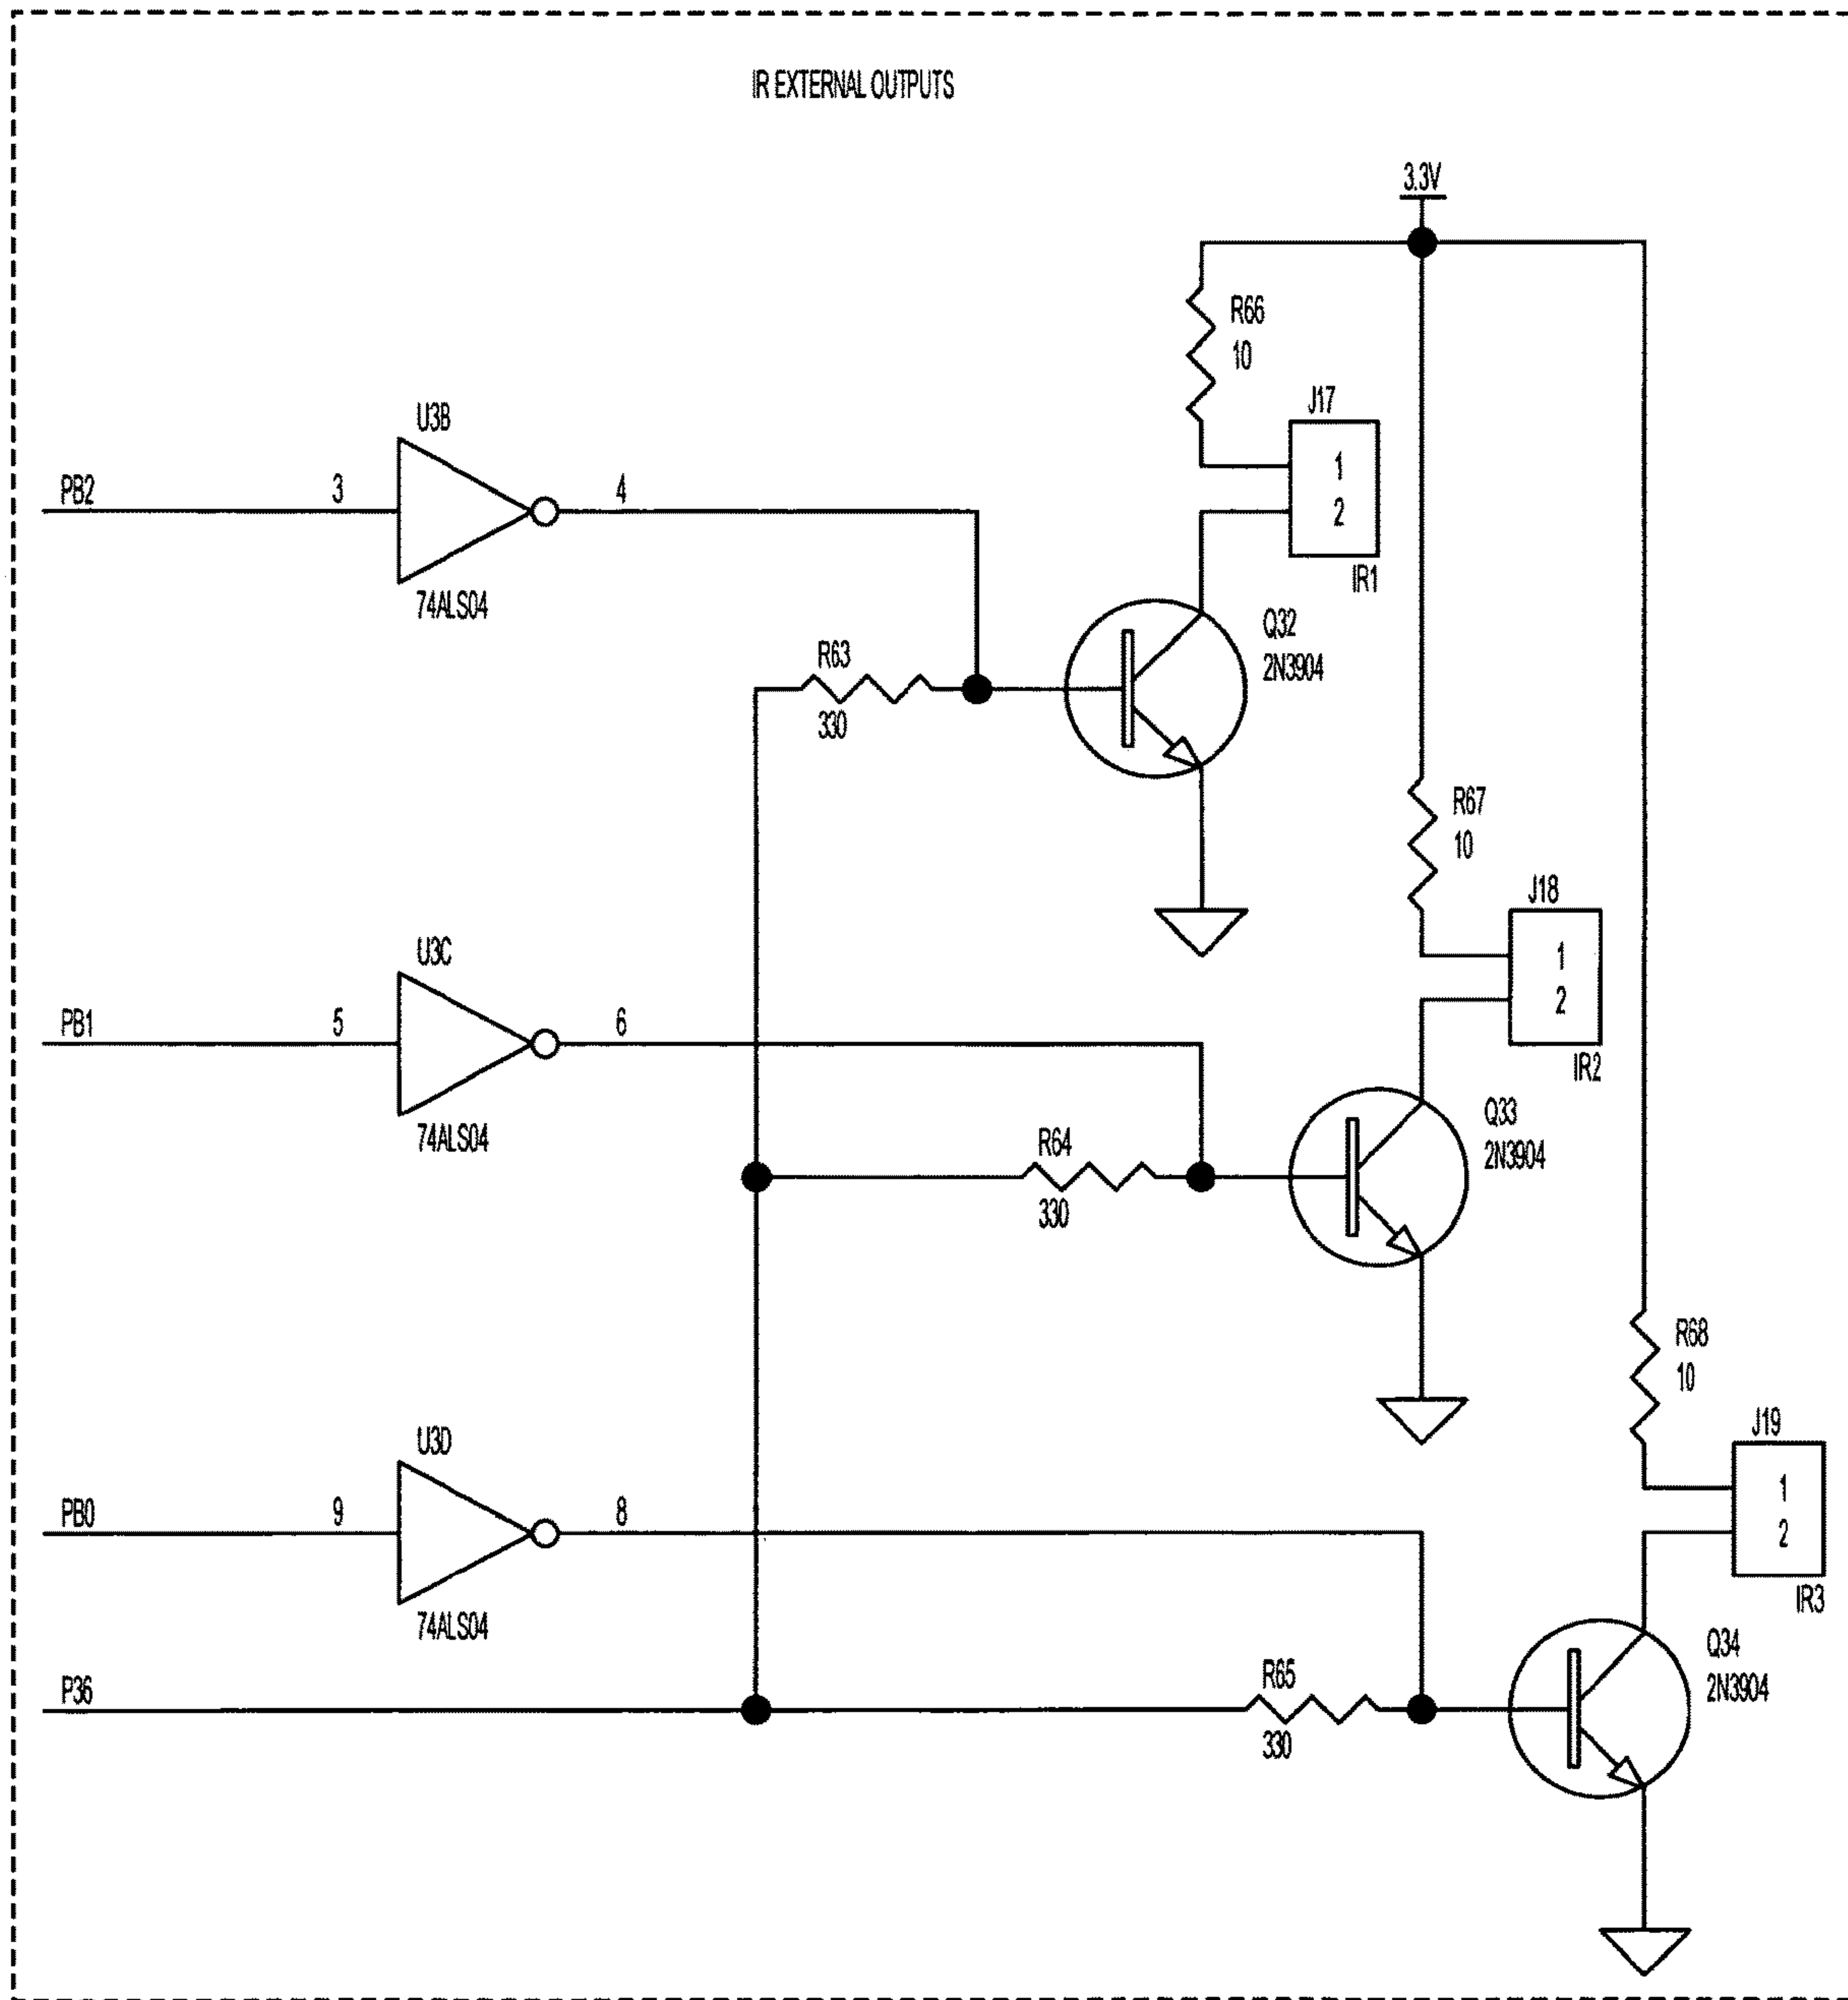 IR EXTERNAL OUTPUTS
3.3V
R66
10
J17
1
2
IR1
U3B
PB2
3
4
74ALS04
Q32
2N3904
R63
330
R67
10
J18
1
2
IR2
U3C
PB1
5
6
74ALS04
Q33
2N3904
R64
330
R68
10
J19
1
2
IR3
U3D
PB0
9
8
74ALS04
Q34
2N3904
P36
R65
330